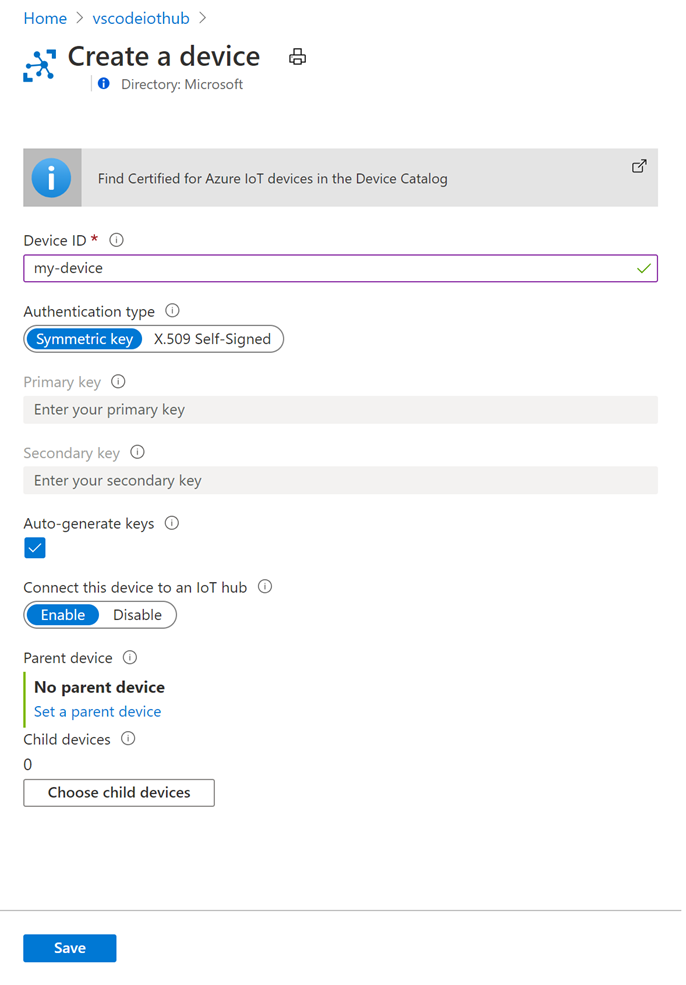 Home > vscodeiothub >
Create a device
Directory: Microsoft
Find Certified for Azure IoT devices in the Device Catalog
Device ID *
my-device
Authentication type
Symmetric key X.509 Self-Signed
Primary key
Enter your primary key
Secondary key
Enter your secondary key
Auto-generate keys
Connect this device to an IoT hub
Enable Disable
Parent device
No parent device
Set a parent device
Child devices
0
Choose child devices
Save